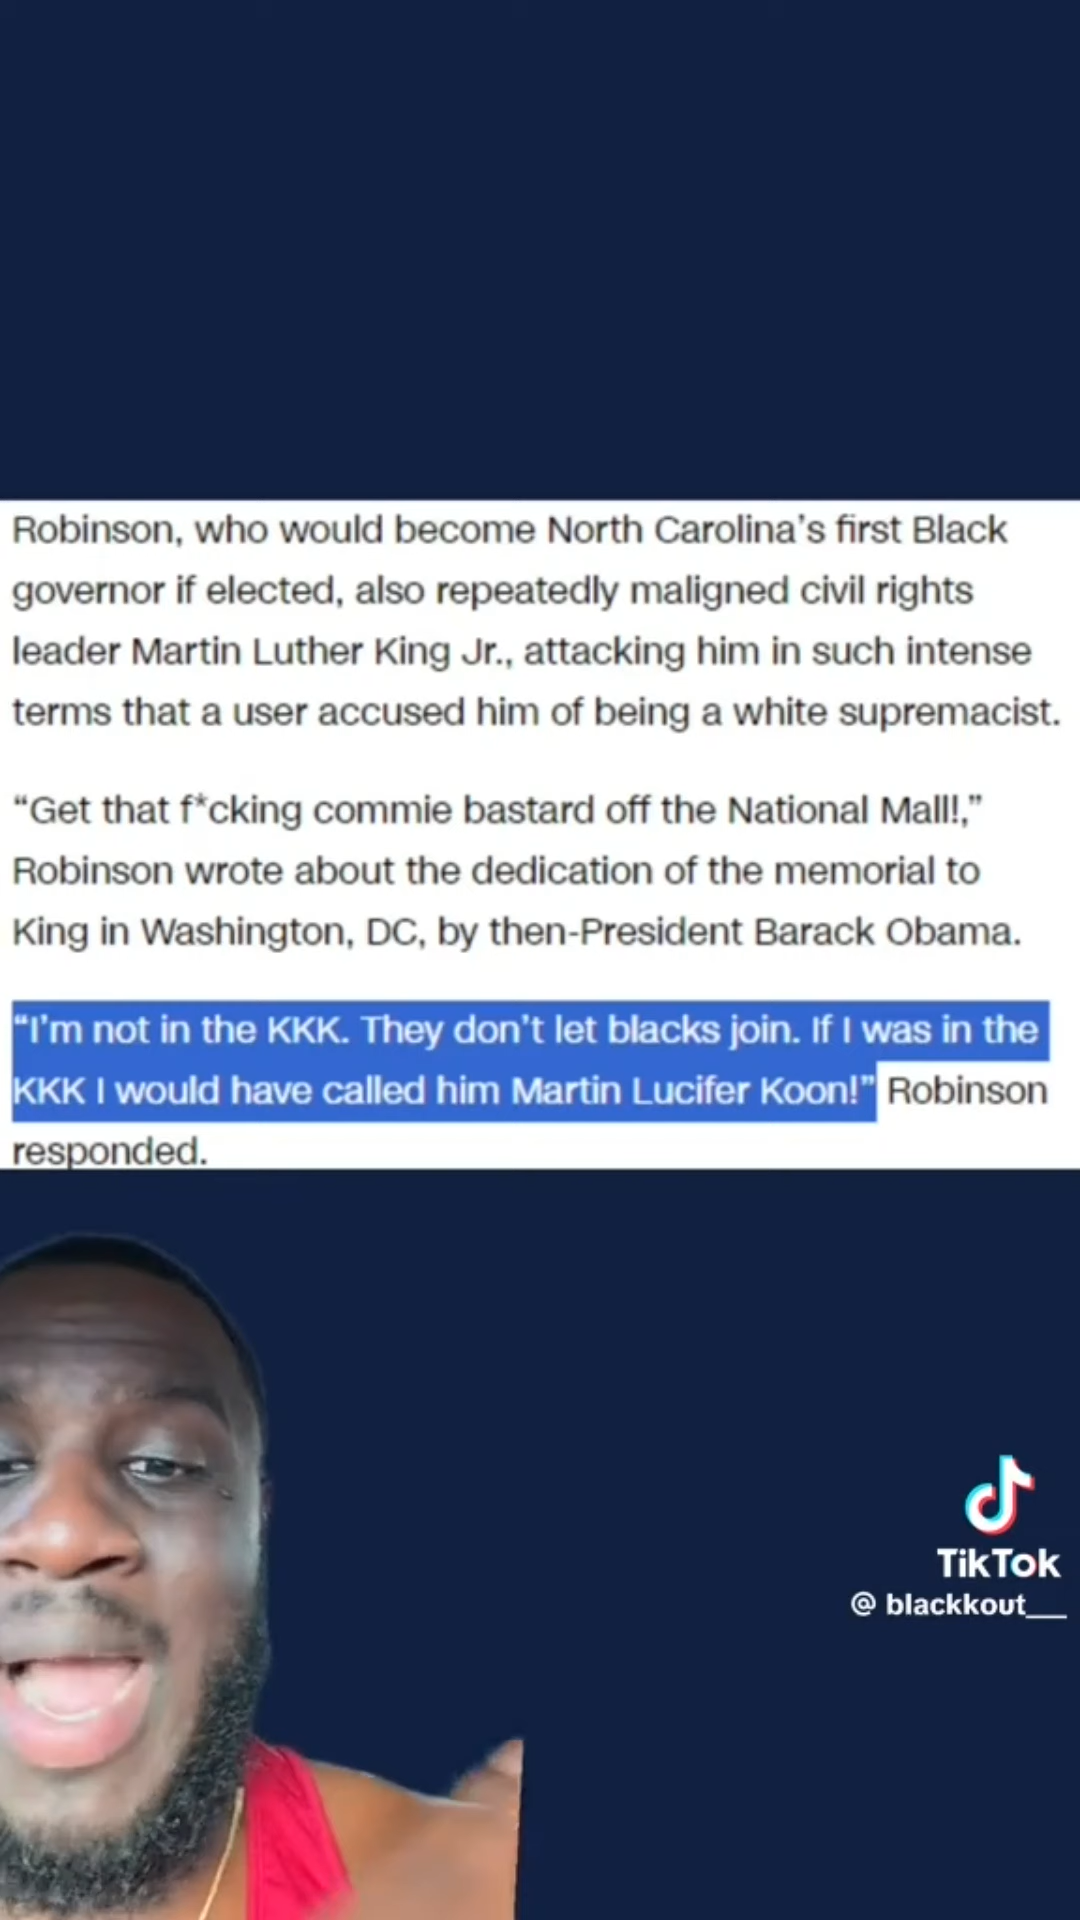 Robinson, who would become North Carolina’s first Black
governor if elected, also repeatedly maligned civil rights
leader Martin Luther King Jr., attacking him in such intense
terms that a user accused him of being a white supremacist.
“Get that f*cking commie bastard off the National Mall!,”
Robinson wrote about the dedication of the memorial to
King in Washington, DC, by then-President Barack Obama.
“I’m not in the KKK. They don’t let blacks join. If I was in the
KKK I would have called him Martin Lucifer Koon!” Robinson
responded.
TikTok
@ blackkout___